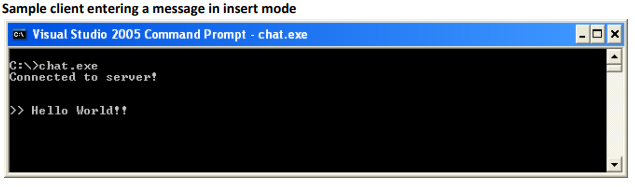 Sample client entering a message in insert mode
Visual Studio 2005 Command Prompt - chat.exe
C:\>chat.exe
Connected to server!
>> Hello World!!